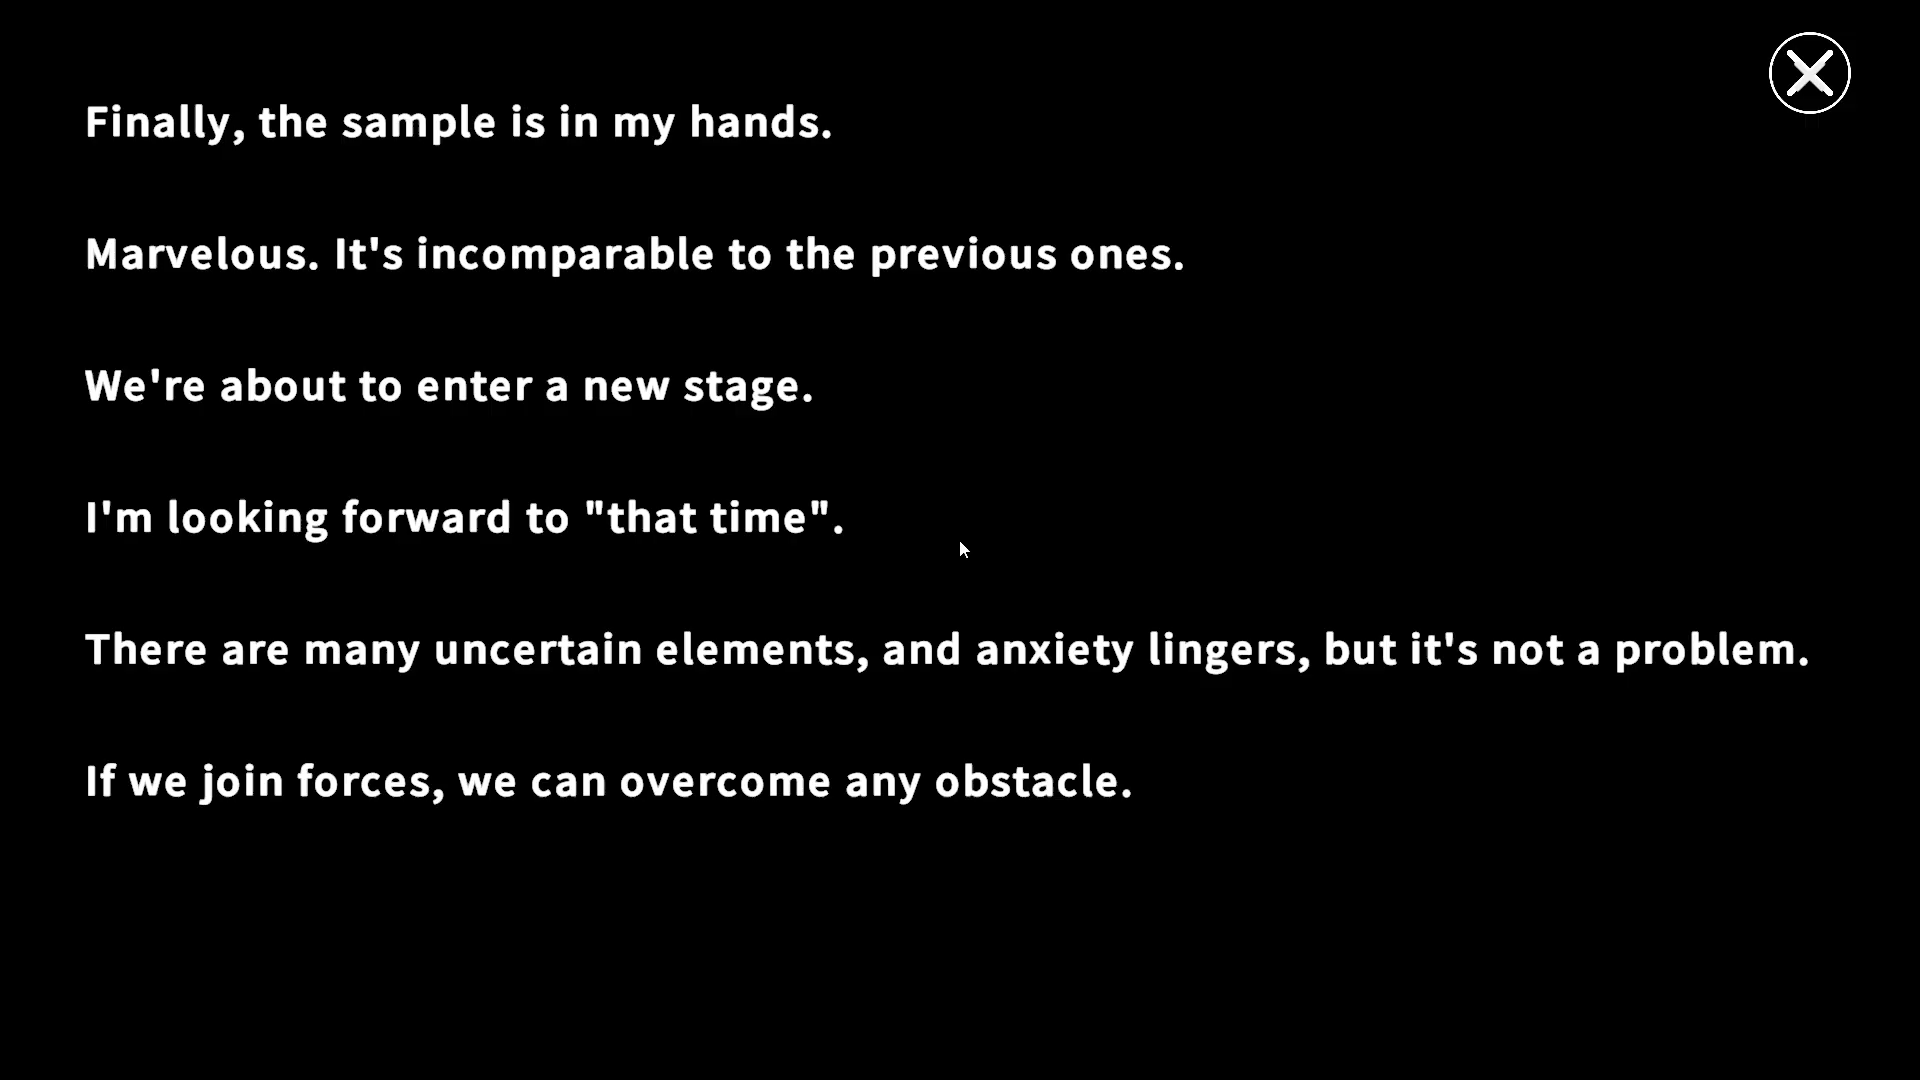 Finally, the sample is in my hands.
Marvelous. It's incomparable to the previous ones.
We're about to enter a new stage.
I'm looking forward to "that time".
There are many uncertain elements, and anxiety lingers, but it's not a problem.
If we join forces, we can overcome any obstacle.